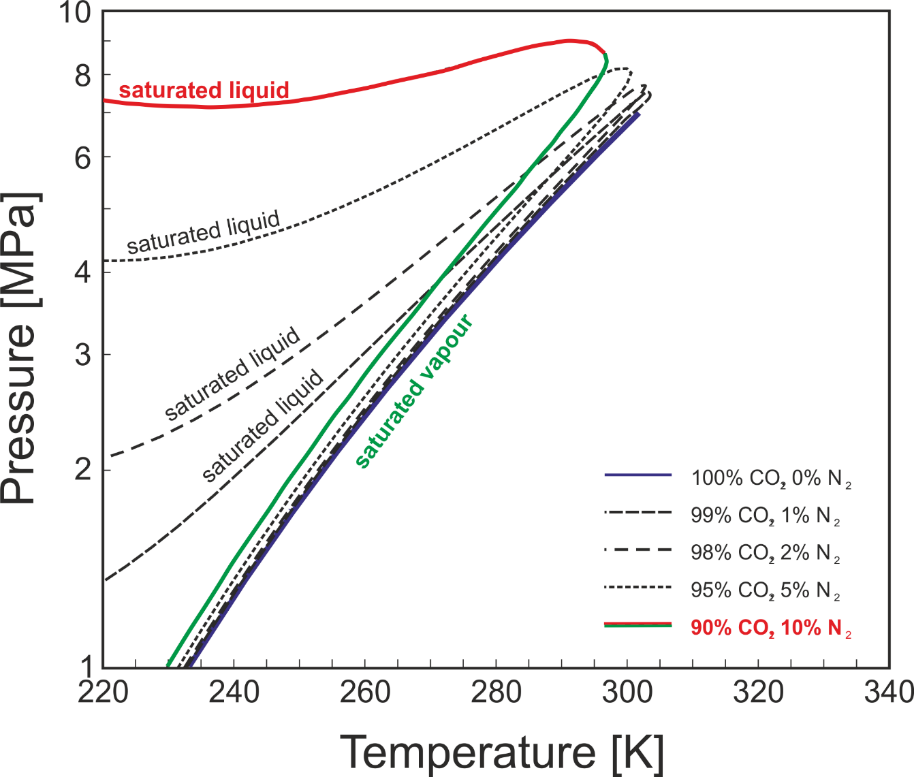 10
8
6
4
3
2
1
Pressure [MPa]
saturated liquid
saturated liquid
saturated liquid
saturated liquid
saturated vapour
100% CO₂ 0% N₂
99% CO₂ 1% N₂
98% CO₂ 2% N₂
95% CO₂ 5% N₂
90% CO₂ 10% N₂
220 240 260 280 300 320 340
Temperature [K]